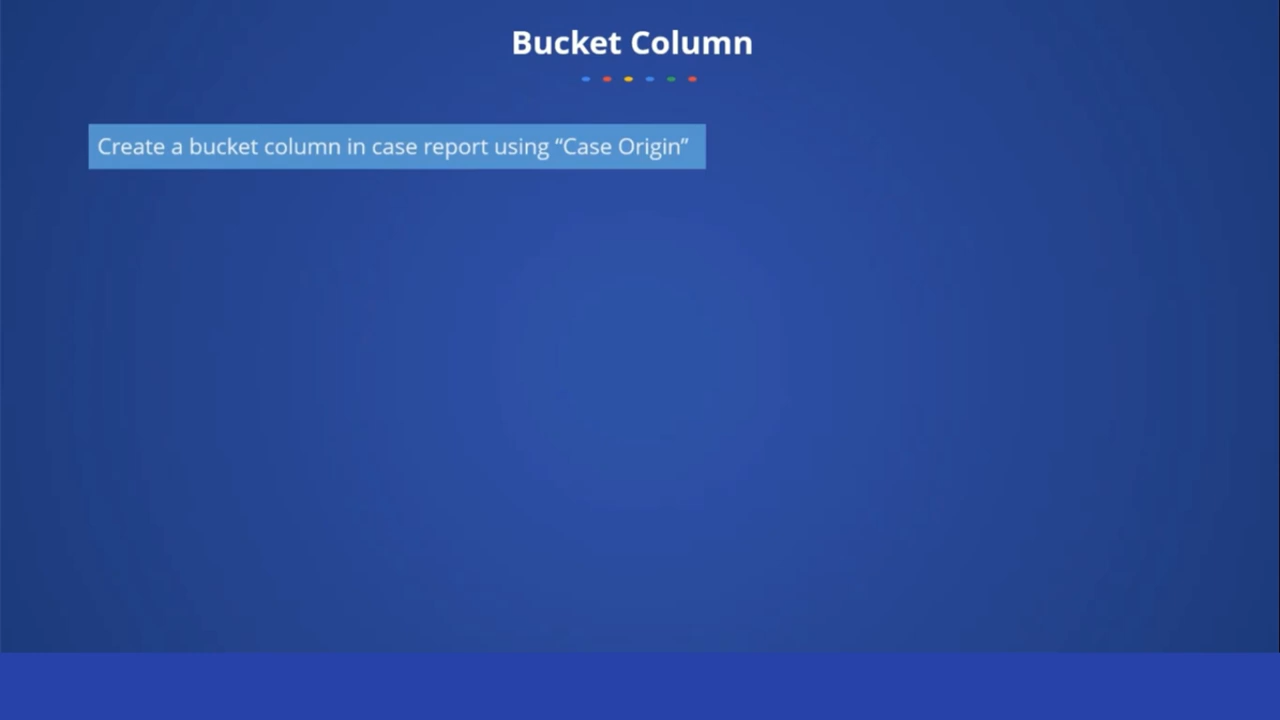 Bucket Column
Create a bucket column in case report using “Case Origin”